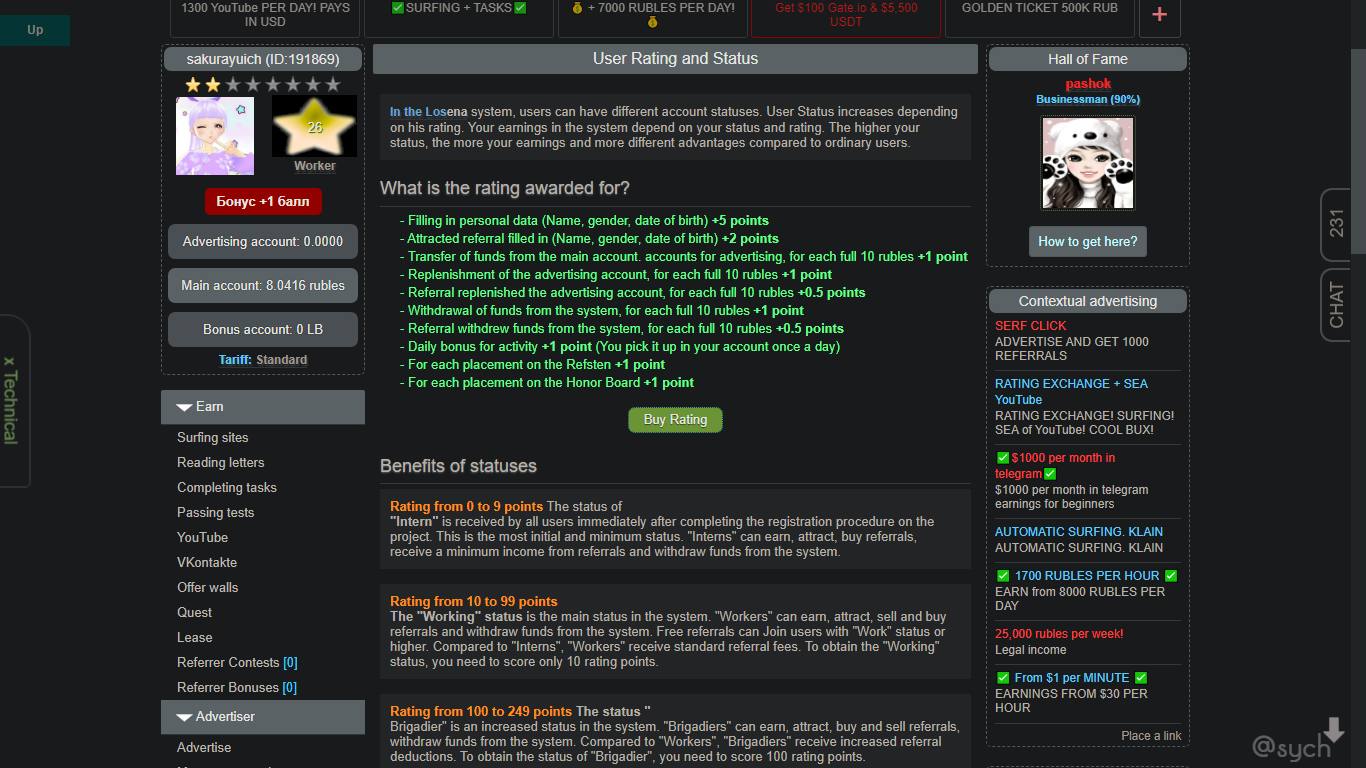 1300 YouTube PER DAY! PAYS
IN USD
✅SURFING + TASKS✅
💰 + 7000 RUBLES PER DAY!
💰
Get $100 Gate.io & $5,500
USDT
GOLDEN TICKET 500K RUB
+
Up
sakurayuich (ID:191869)
26
Worker
Бонус +1 балл
Advertising account: 0.0000
Main account: 8.0416 rubles
Bonus account: 0 LB
Tariff: Standard
Earn
Surfing sites
Reading letters
Completing tasks
Passing tests
YouTube
VKontakte
Offer walls
Quest
Lease
Referrer Contests [0]
Referrer Bonuses [0]
Advertiser
Advertise
x Technical
User Rating and Status
In the Losena system, users can have different account statuses. User Status increases depending
on his rating. Your earnings in the system depend on your status and rating. The higher your
status, the more your earnings and more different advantages compared to ordinary users.
What is the rating awarded for?
- Filling in personal data (Name, gender, date of birth) +5 points
- Attracted referral filled in (Name, gender, date of birth) +2 points
- Transfer of funds from the main account. accounts for advertising, for each full 10 rubles +1 point
- Replenishment of the advertising account, for each full 10 rubles +1 point
- Referral replenished the advertising account, for each full 10 rubles +0.5 points
- Withdrawal of funds from the system, for each full 10 rubles +1 point
- Referral withdrew funds from the system, for each full 10 rubles +0.5 points
- Daily bonus for activity +1 point (You pick it up in your account once a day)
- For each placement on the Refsten +1 point
- For each placement on the Honor Board +1 point
Buy Rating
Benefits of statuses
Rating from 0 to 9 points The status of
"Intern" is received by all users immediately after completing the registration procedure on the
project. This is the most initial and minimum status. "Interns" can earn, attract, buy referrals,
receive a minimum income from referrals and withdraw funds from the system.
Rating from 10 to 99 points
The "Working" status is the main status in the system. "Workers" can earn, attract, sell and buy
referrals and withdraw funds from the system. Free referrals can Join users with "Work" status or
higher. Compared to "Interns", "Workers" receive standard referral fees. To obtain the "Working"
status, you need to score only 10 rating points.
Rating from 100 to 249 points The status "
Brigadier" is an increased status in the system. "Brigadiers" can earn, attract, buy and sell referrals,
withdraw funds from the system. Compared to "Workers", "Brigadiers" receive increased referral
deductions. To obtain the status of "Brigadier", you need to score 100 rating points.
Hall of Fame
pashok
Businessman (90%)
How to get here?
Contextual advertising
SERF CLICK
ADVERTISE AND GET 1000
REFERRALS
RATING EXCHANGE + SEA
YouTube
RATING EXCHANGE! SURFING!
SEA of YouTube! COOL BUX!
✅$1000 per month in
telegram✅
$1000 per month in telegram
earnings for beginners
AUTOMATIC SURFING. KLAIN
AUTOMATIC SURFING. KLAIN
✅ 1700 RUBLES PER HOUR ✅
EARN from 8000 RUBLES PER
DAY
25,000 rubles per week!
Legal income
✅ From $1 per MINUTE ✅
EARNINGS FROM $30 PER
HOUR
Place a link
231
CHAT
@sych